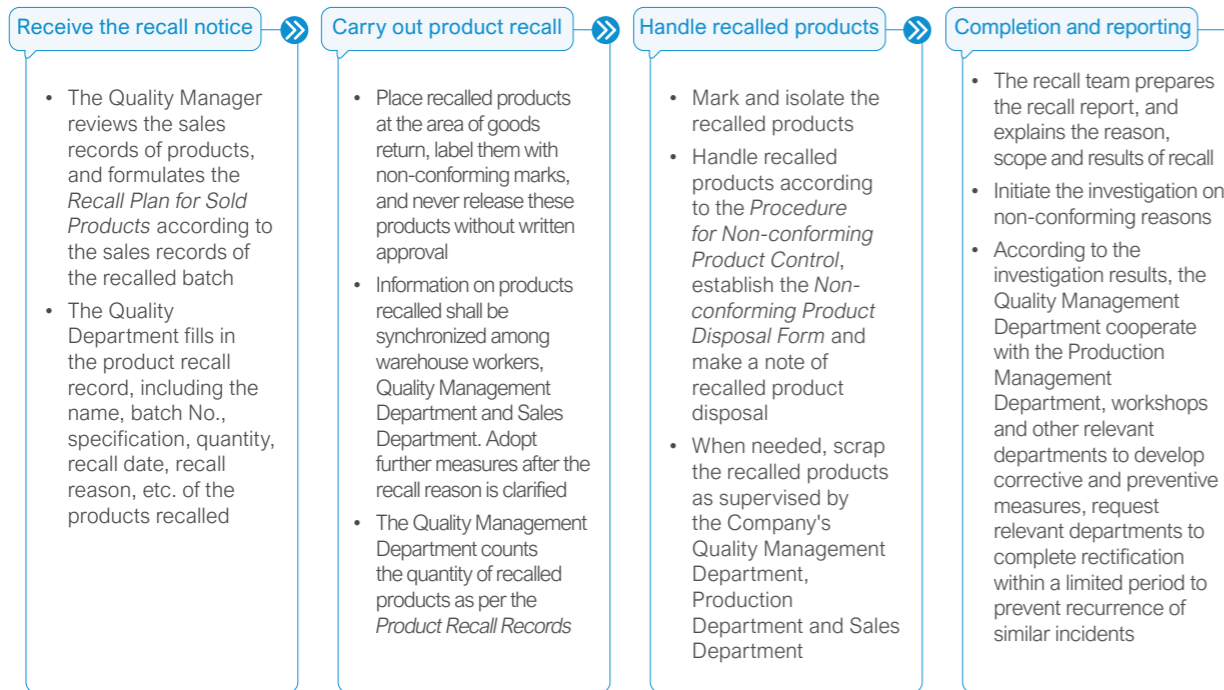 Receive the recall notice
• The Quality Manager
reviews the sales
records of products,
and formulates the
Recall Plan for Sold
Products according to
the sales records of
the recalled batch
• The Quality
Department fills in
the product recall
record, including the
name, batch No.,
specification, quantity,
recall date, recall
reason, etc. of the
products recalled
Carry out product recall
• Place recalled products
at the area of goods
return, label them with
non-conforming marks,
and never release these
products without written
approval
• Information on products
recalled shall be
synchronized among
warehouse workers,
Quality Management
Department and Sales
Department. Adopt
further measures after the
recall reason is clarified
• The Quality Management
Department counts
the quantity of recalled
products as per the
Product Recall Records
Handle recalled products
• Mark and isolate the
recalled products
• Handle recalled
products according
to the Procedure
for Non-conforming
Product Control,
establish the Non-
conforming Product
Disposal Form and
make a note of
recalled product
disposal
• When needed, scrap
the recalled products
as supervised by
the Company's
Quality Management
Department,
Production
Department and Sales
Department
Completion and reporting
• The recall team prepares
the recall report, and
explains the reason,
scope and results of recall
• Initiate the investigation on
non-conforming reasons
• According to the
investigation results, the
Quality Management
Department cooperate
with the Production
Management
Department, workshops
and other relevant
departments to develop
corrective and preventive
measures, request
relevant departments to
complete rectification
within a limited period to
prevent recurrence of
similar incidents